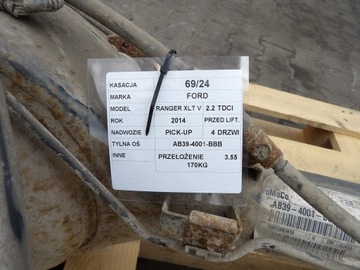 KASACJA 69/24
MARKA FORD
MODEL RANGER XLT V 2.2 TDCI
ROK 2014 PRZED LIFT.
NADWOZIE PICK-UP 4 DRZWI
TYLNA OŚ AB39-4001-BBB
INNE PRZEŁOŻENIE 3.55
170KG
oMoCo
AB39-4001-B